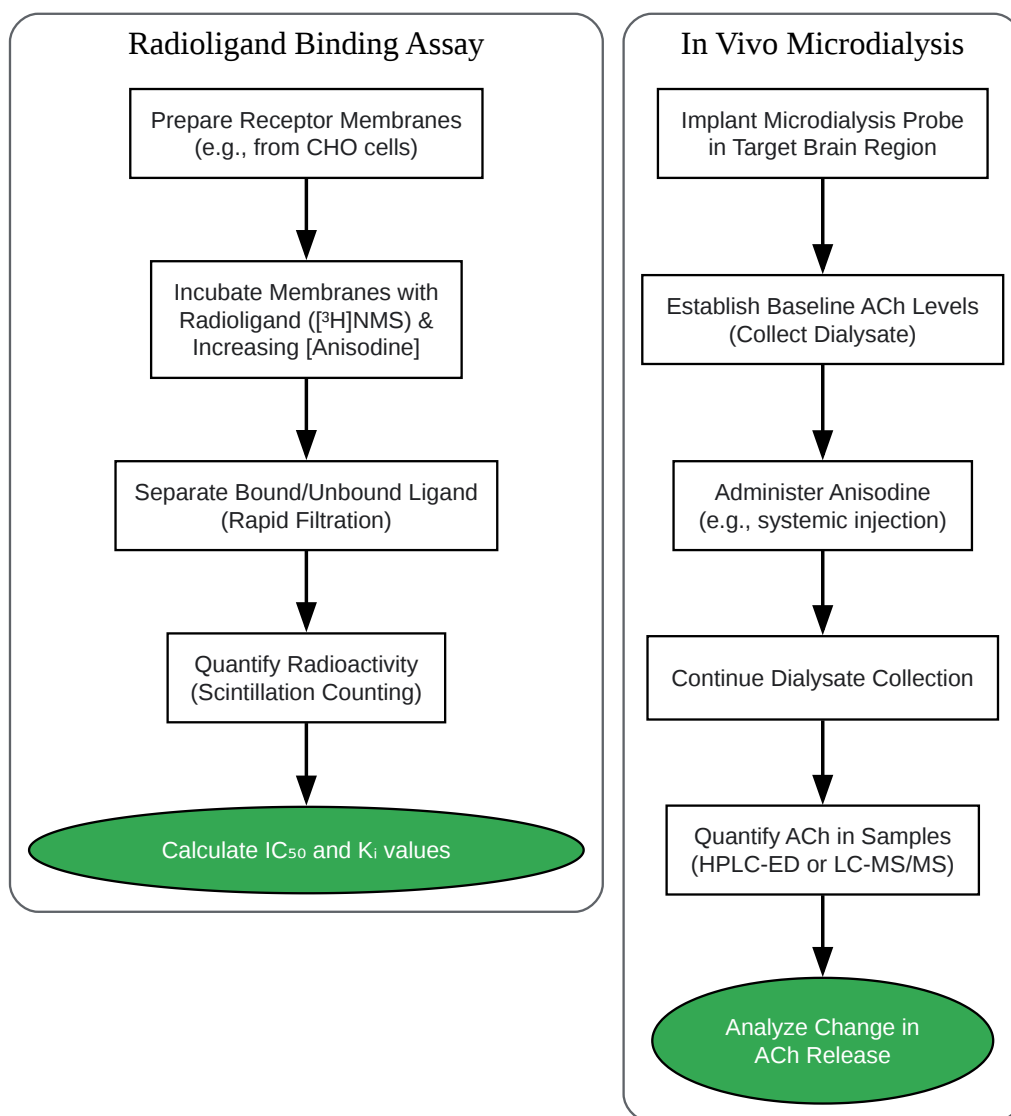 Radioligand Binding Assay
Prepare Receptor Membranes
(e.g., from CHO cells)
Incubate Membranes with
Radioligand ([³H]NMS) &
Increasing [Anisodine]
Separate Bound/Unbound Ligand
(Rapid Filtration)
Quantify Radioactivity
(Scintillation Counting)
Calculate IC₅₀ and Kᵢ values
In Vivo Microdialysis
Implant Microdialysis Probe
in Target Brain Region
Establish Baseline ACh Levels
(Collect Dialysate)
Administer Anisodine
(e.g., systemic injection)
Continue Dialysate Collection
Quantify ACh in Samples
(HPLC-ED or LC-MS/MS)
Analyze Change in
ACh Release